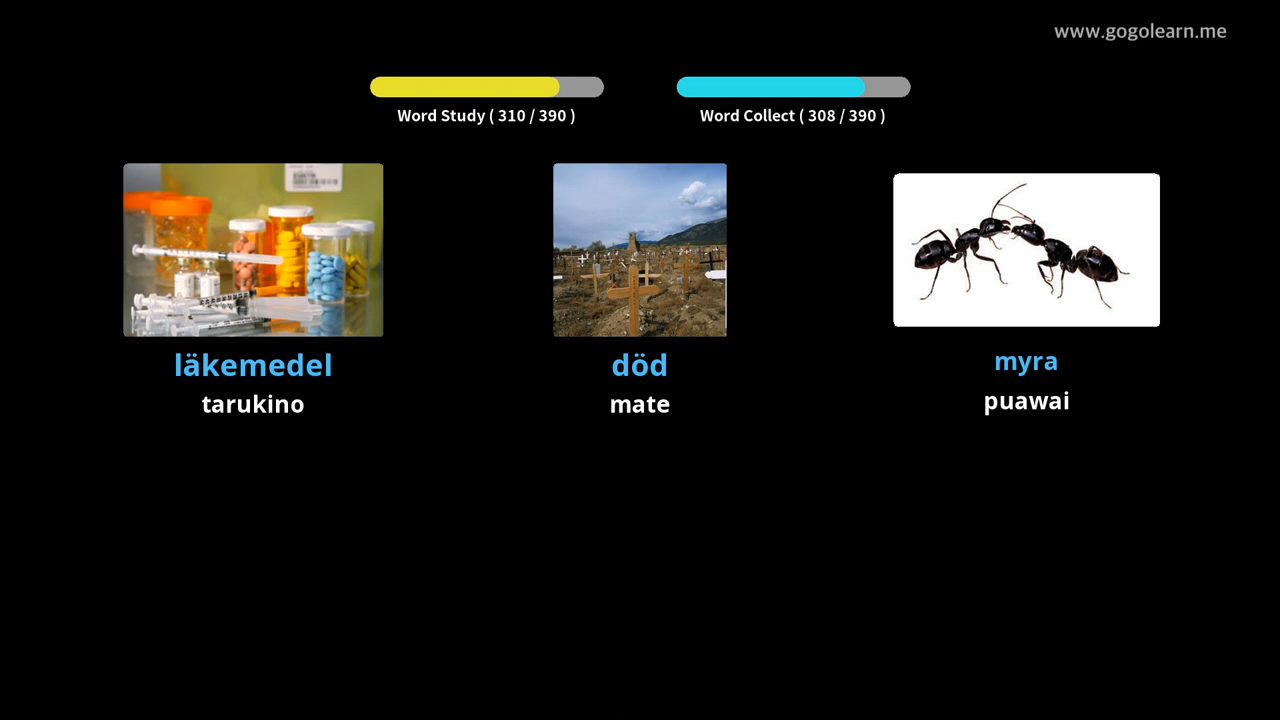 www.gogolearn.me
Word Study ( 310 / 390 )
Word Collect ( 308 / 390 )
läkemedel
död
myra
tarukino
mate
puawai